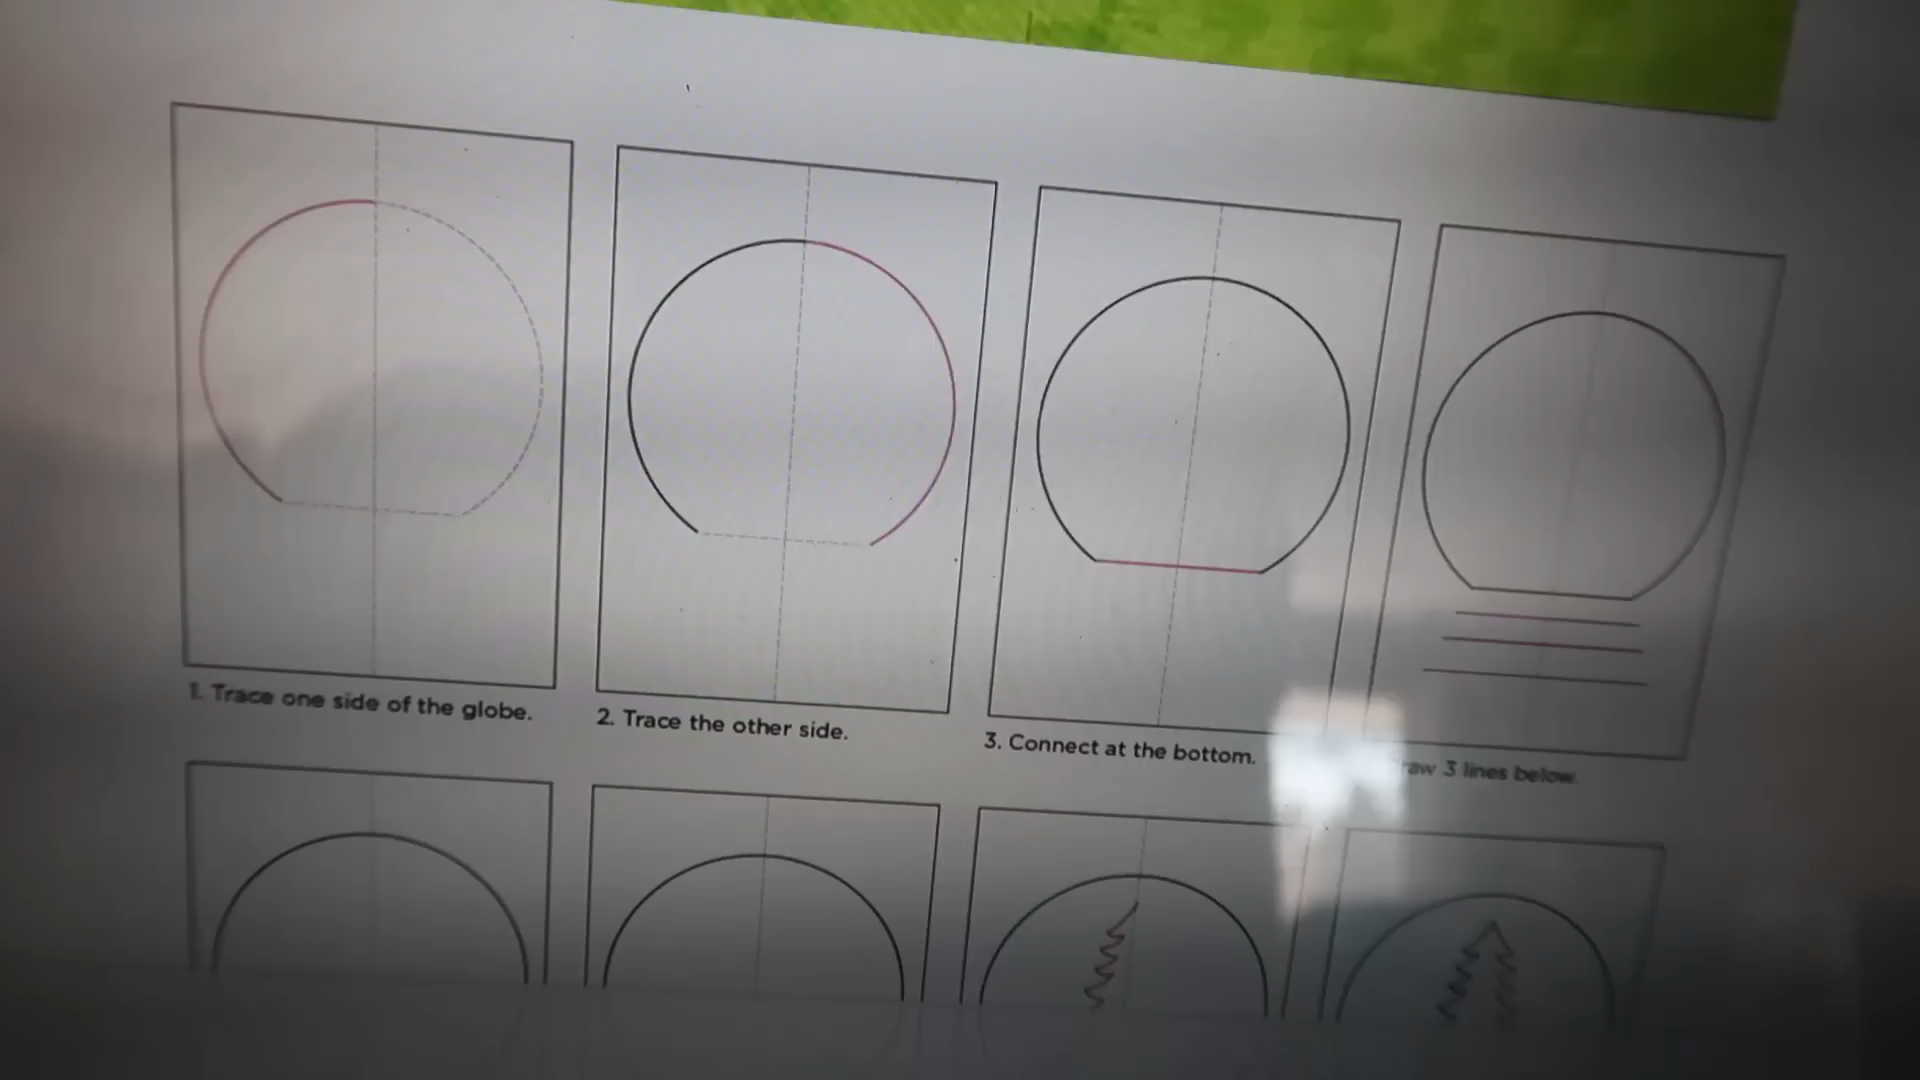 1. Trace one side of the globe.
2. Trace the other side.
3. Connect at the bottom.
3 lines below.